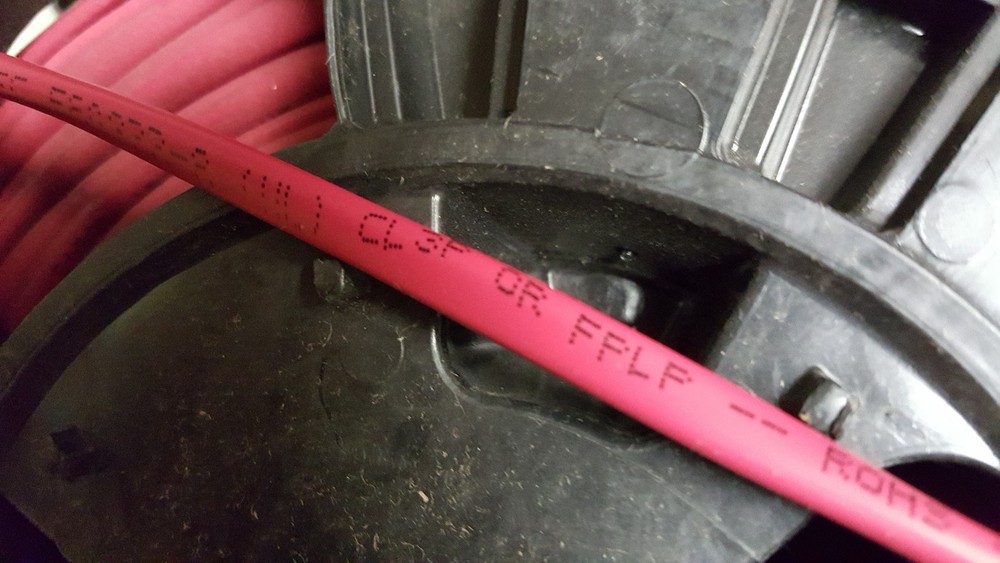 (UL) CL3P OR FPLP -- ROHS